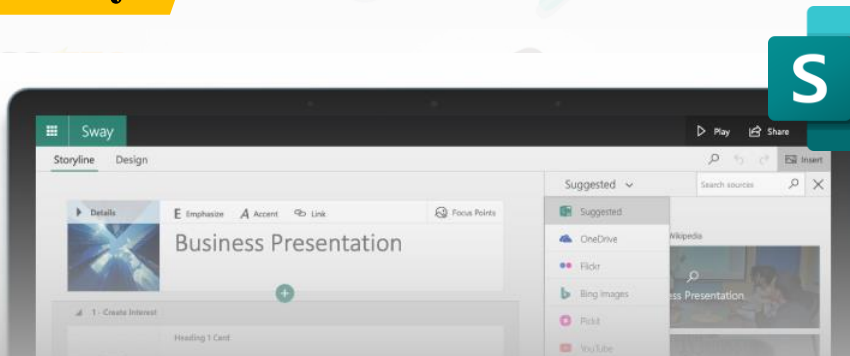 S
Sway
Play
Share
Storyline
Design
Insert
Suggested
Search sources
Details
Emphasize
A Accent
Link
Focus Points
Suggested
Business Presentation
OneDrive
Wikipedia
Flickr
Bing Images
ess Presentation
1 - Create Interest
Pickit
Heading 1 Card
YouTube